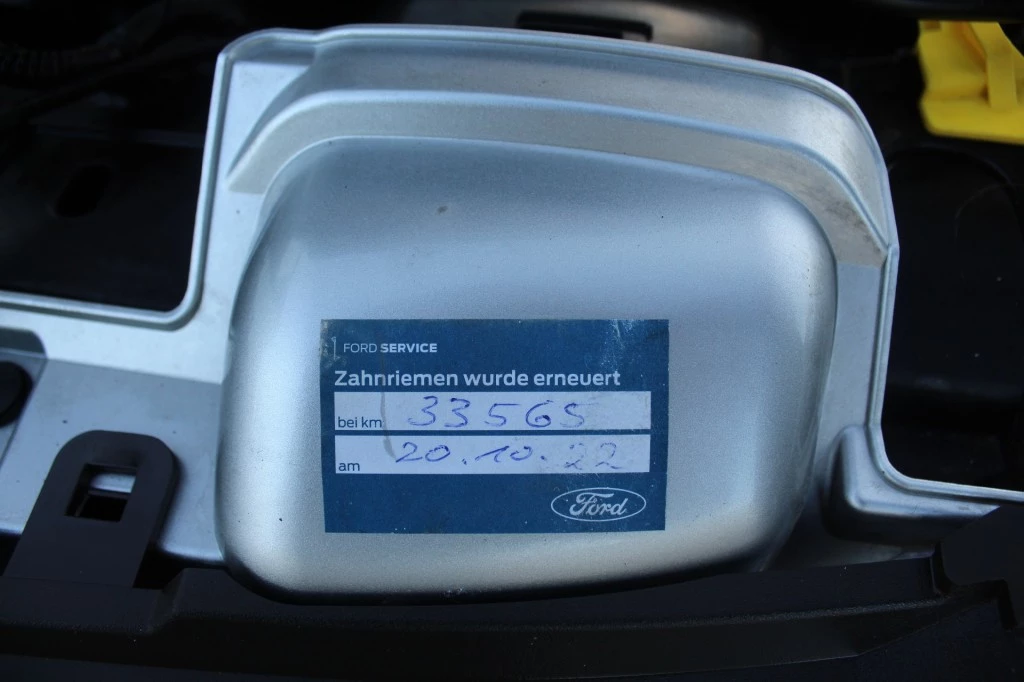 FORD SERVICE
Zahnriemen wurde erneuert
bei km 33565
am 20.10.22
Ford